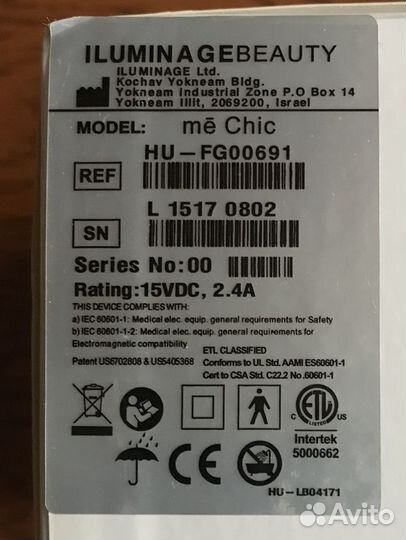 ILUMINAGEBEAUTY
ILUMINAGE Ltd.
Kochav Yokneam Bldg.
Yokneam Industrial Zone P.O Box 14
Yokneam Illit, 2069200, Israel
MODEL: mē Chic
HU-FG00691
REF
L 1517 0802
SN
Series No:00
Rating:15VDC, 2.4A
THIS DEVICE COMPLIES WITH:
a) IEC 60601-1: Medical elec. equip. general requirements for Safety
b) IEC 60601-1-2: Medical elec. equip. general requirements for
Electromagnetic compatibility
ETL CLASSIFIED
Patent US6702808 & US5405368 Conforms to UL Std. AAMI ES60601-1
Cert to CSA Std. C22.2 No.60601-1
ETL
C US
LISTED
Intertek
5000662
CE
HU-LB04171
Avito